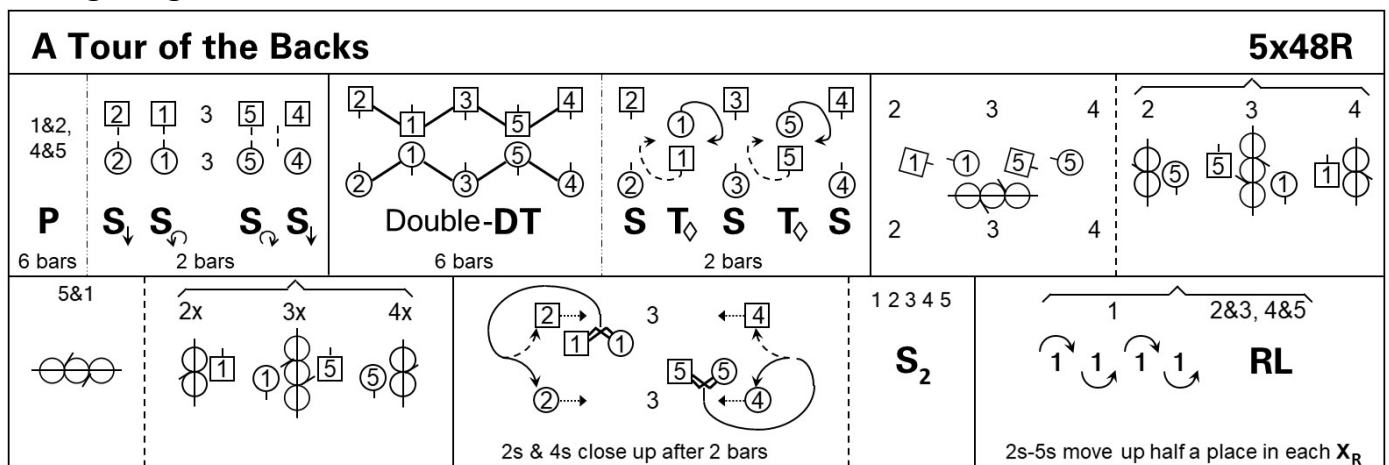 A Tour of the Backs 5x48R
1&2,
4&5
P
6 bars
2 1 3 5 4
2 1 3 5 4
S S S S
2 bars
2 3 4
1 5
1 5
2 3 4
Double-DT
6 bars
2 3 4
1 5
1 5
2 3 4
S T S T S
2 bars
2 3 4
1 1 5 5
2 3 4
2 3 4
5 5 1 1
5&1
2x 3x 4x
1 1 5 5
2 3 4
1 1
5 5
2 3 4
2s & 4s close up after 2 bars
1 2 3 4 5
S2
1 2&3, 4&5
1 1 1 1 RL
2s-5s move up half a place in each XR